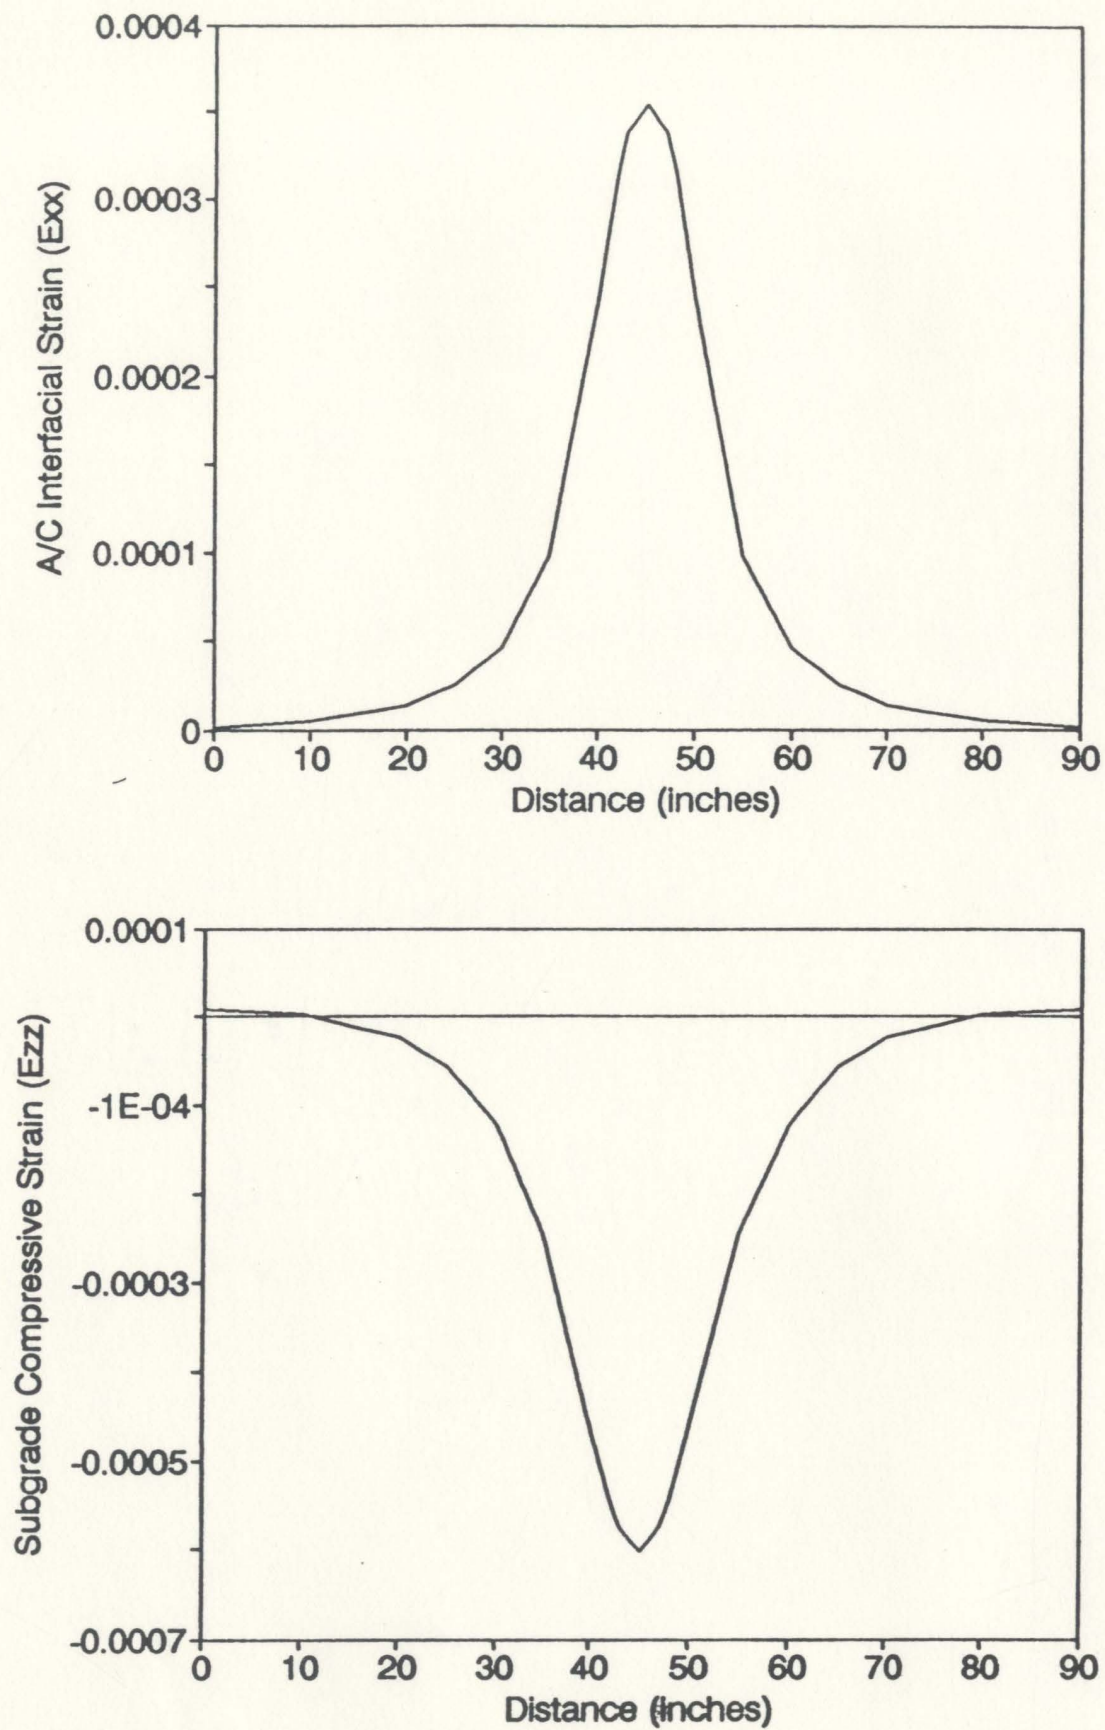 0.0004
0.0003
0.0002
0.0001
0
A/C Interfacial Strain (Exx)
0 10 20 30 40 50 60 70 80 90
Distance (inches)
0.0001
-1E-04
-0.0003
-0.0005
-0.0007
Subgrade Compressive Strain (Ezz)
0 10 20 30 40 50 60 70 80 90
Distance (inches)